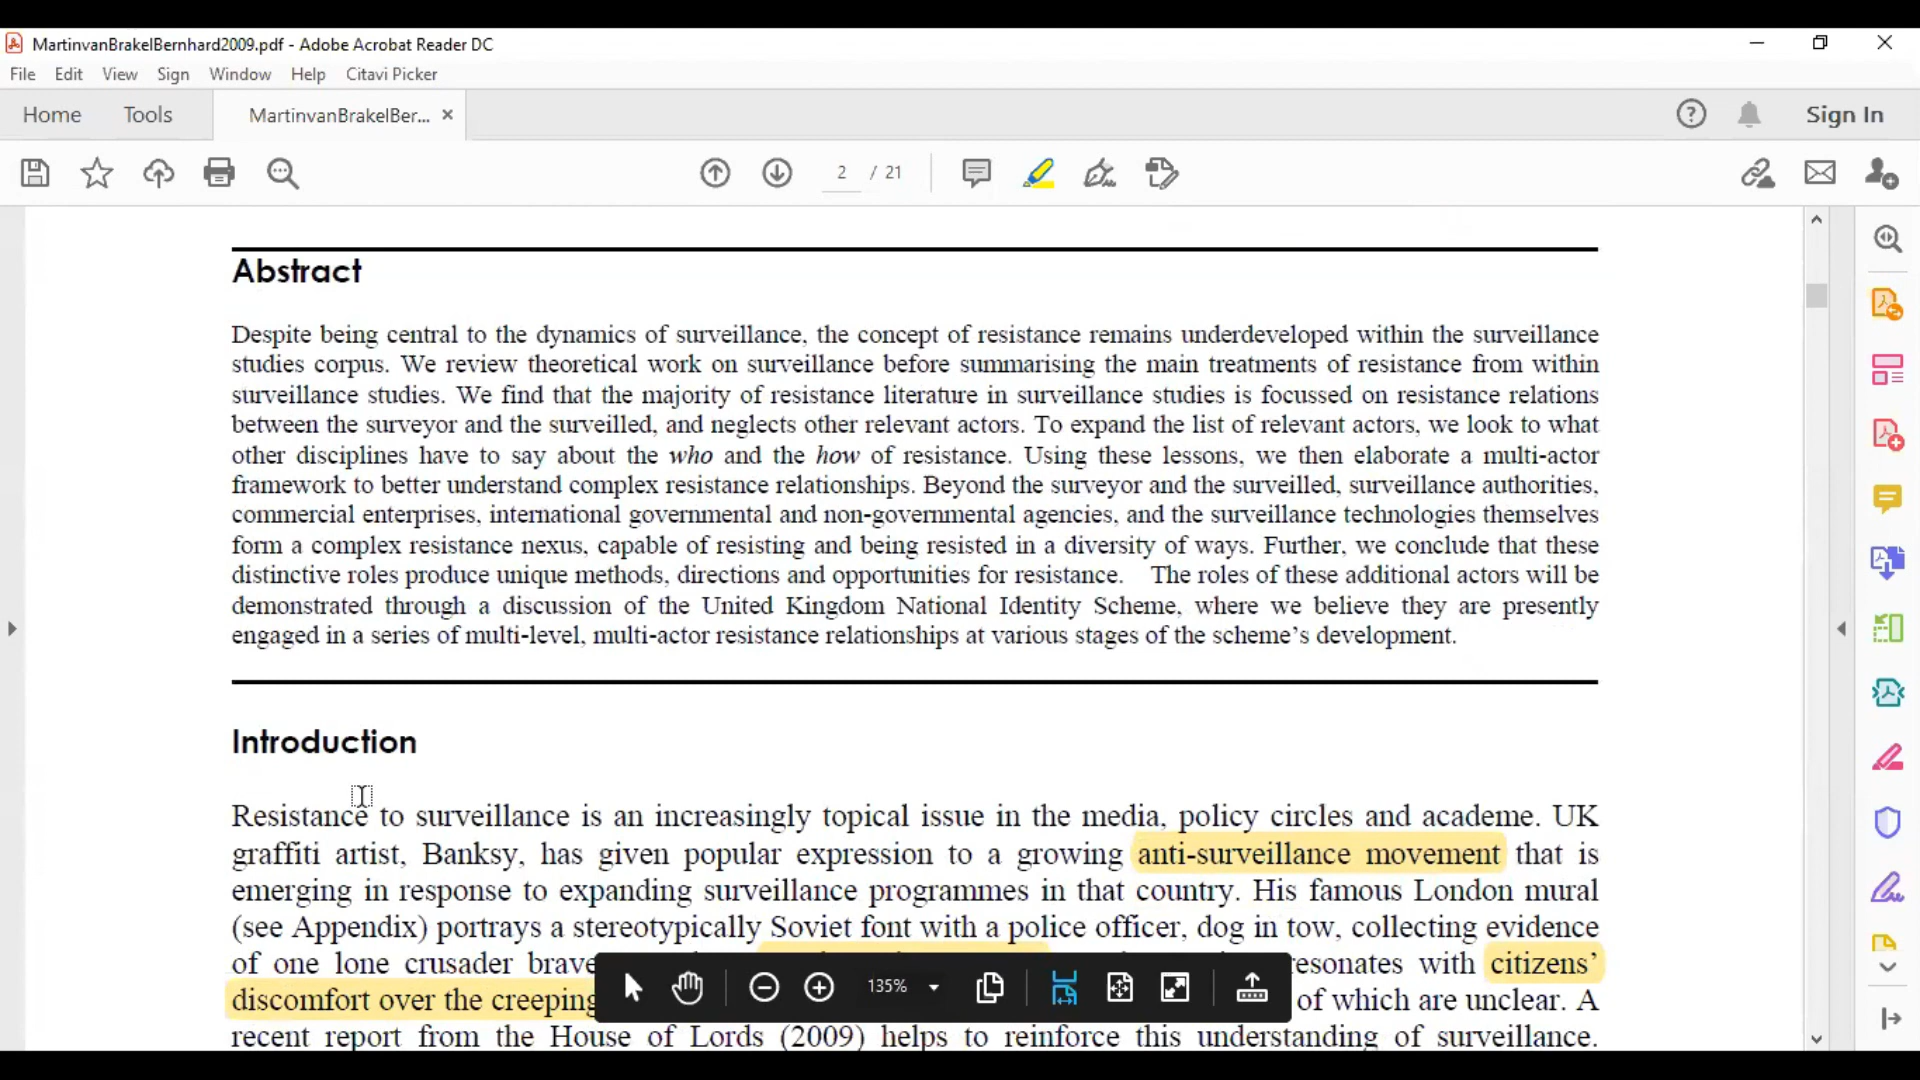 MartinvanBrakelBernhard2009.pdf - Adobe Acrobat Reader DC
File Edit View Sign Window Help Citavi Picker
Home Tools MartinvanBrakelBer... × Sign In
2 / 21
Abstract
Despite being central to the dynamics of surveillance, the concept of resistance remains underdeveloped within the surveillance
studies corpus. We review theoretical work on surveillance before summarising the main treatments of resistance from within
surveillance studies. We find that the majority of resistance literature in surveillance studies is focussed on resistance relations
between the surveyor and the surveilled, and neglects other relevant actors. To expand the list of relevant actors, we look to what
other disciplines have to say about the who and the how of resistance. Using these lessons, we then elaborate a multi-actor
framework to better understand complex resistance relationships. Beyond the surveyor and the surveilled, surveillance authorities,
commercial enterprises, international governmental and non-governmental agencies, and the surveillance technologies themselves
form a complex resistance nexus, capable of resisting and being resisted in a diversity of ways. Further, we conclude that these
distinctive roles produce unique methods, directions and opportunities for resistance. The roles of these additional actors will be
demonstrated through a discussion of the United Kingdom National Identity Scheme, where we believe they are presently
engaged in a series of multi-level, multi-actor resistance relationships at various stages of the scheme's development.
Introduction
Resistance to surveillance is an increasingly topical issue in the media, policy circles and academe. UK
graffiti artist, Banksy, has given popular expression to a growing anti-surveillance movement that is
emerging in response to expanding surveillance programmes in that country. His famous London mural
(see Appendix) portrays a stereotypically Soviet font with a police officer, dog in tow, collecting evidence
of one lone crusader brave resonates with citizens'
discomfort over the creeping of which are unclear. A
recent report from the House of Lords (2009) helps to reinforce this understanding of surveillance.
135%